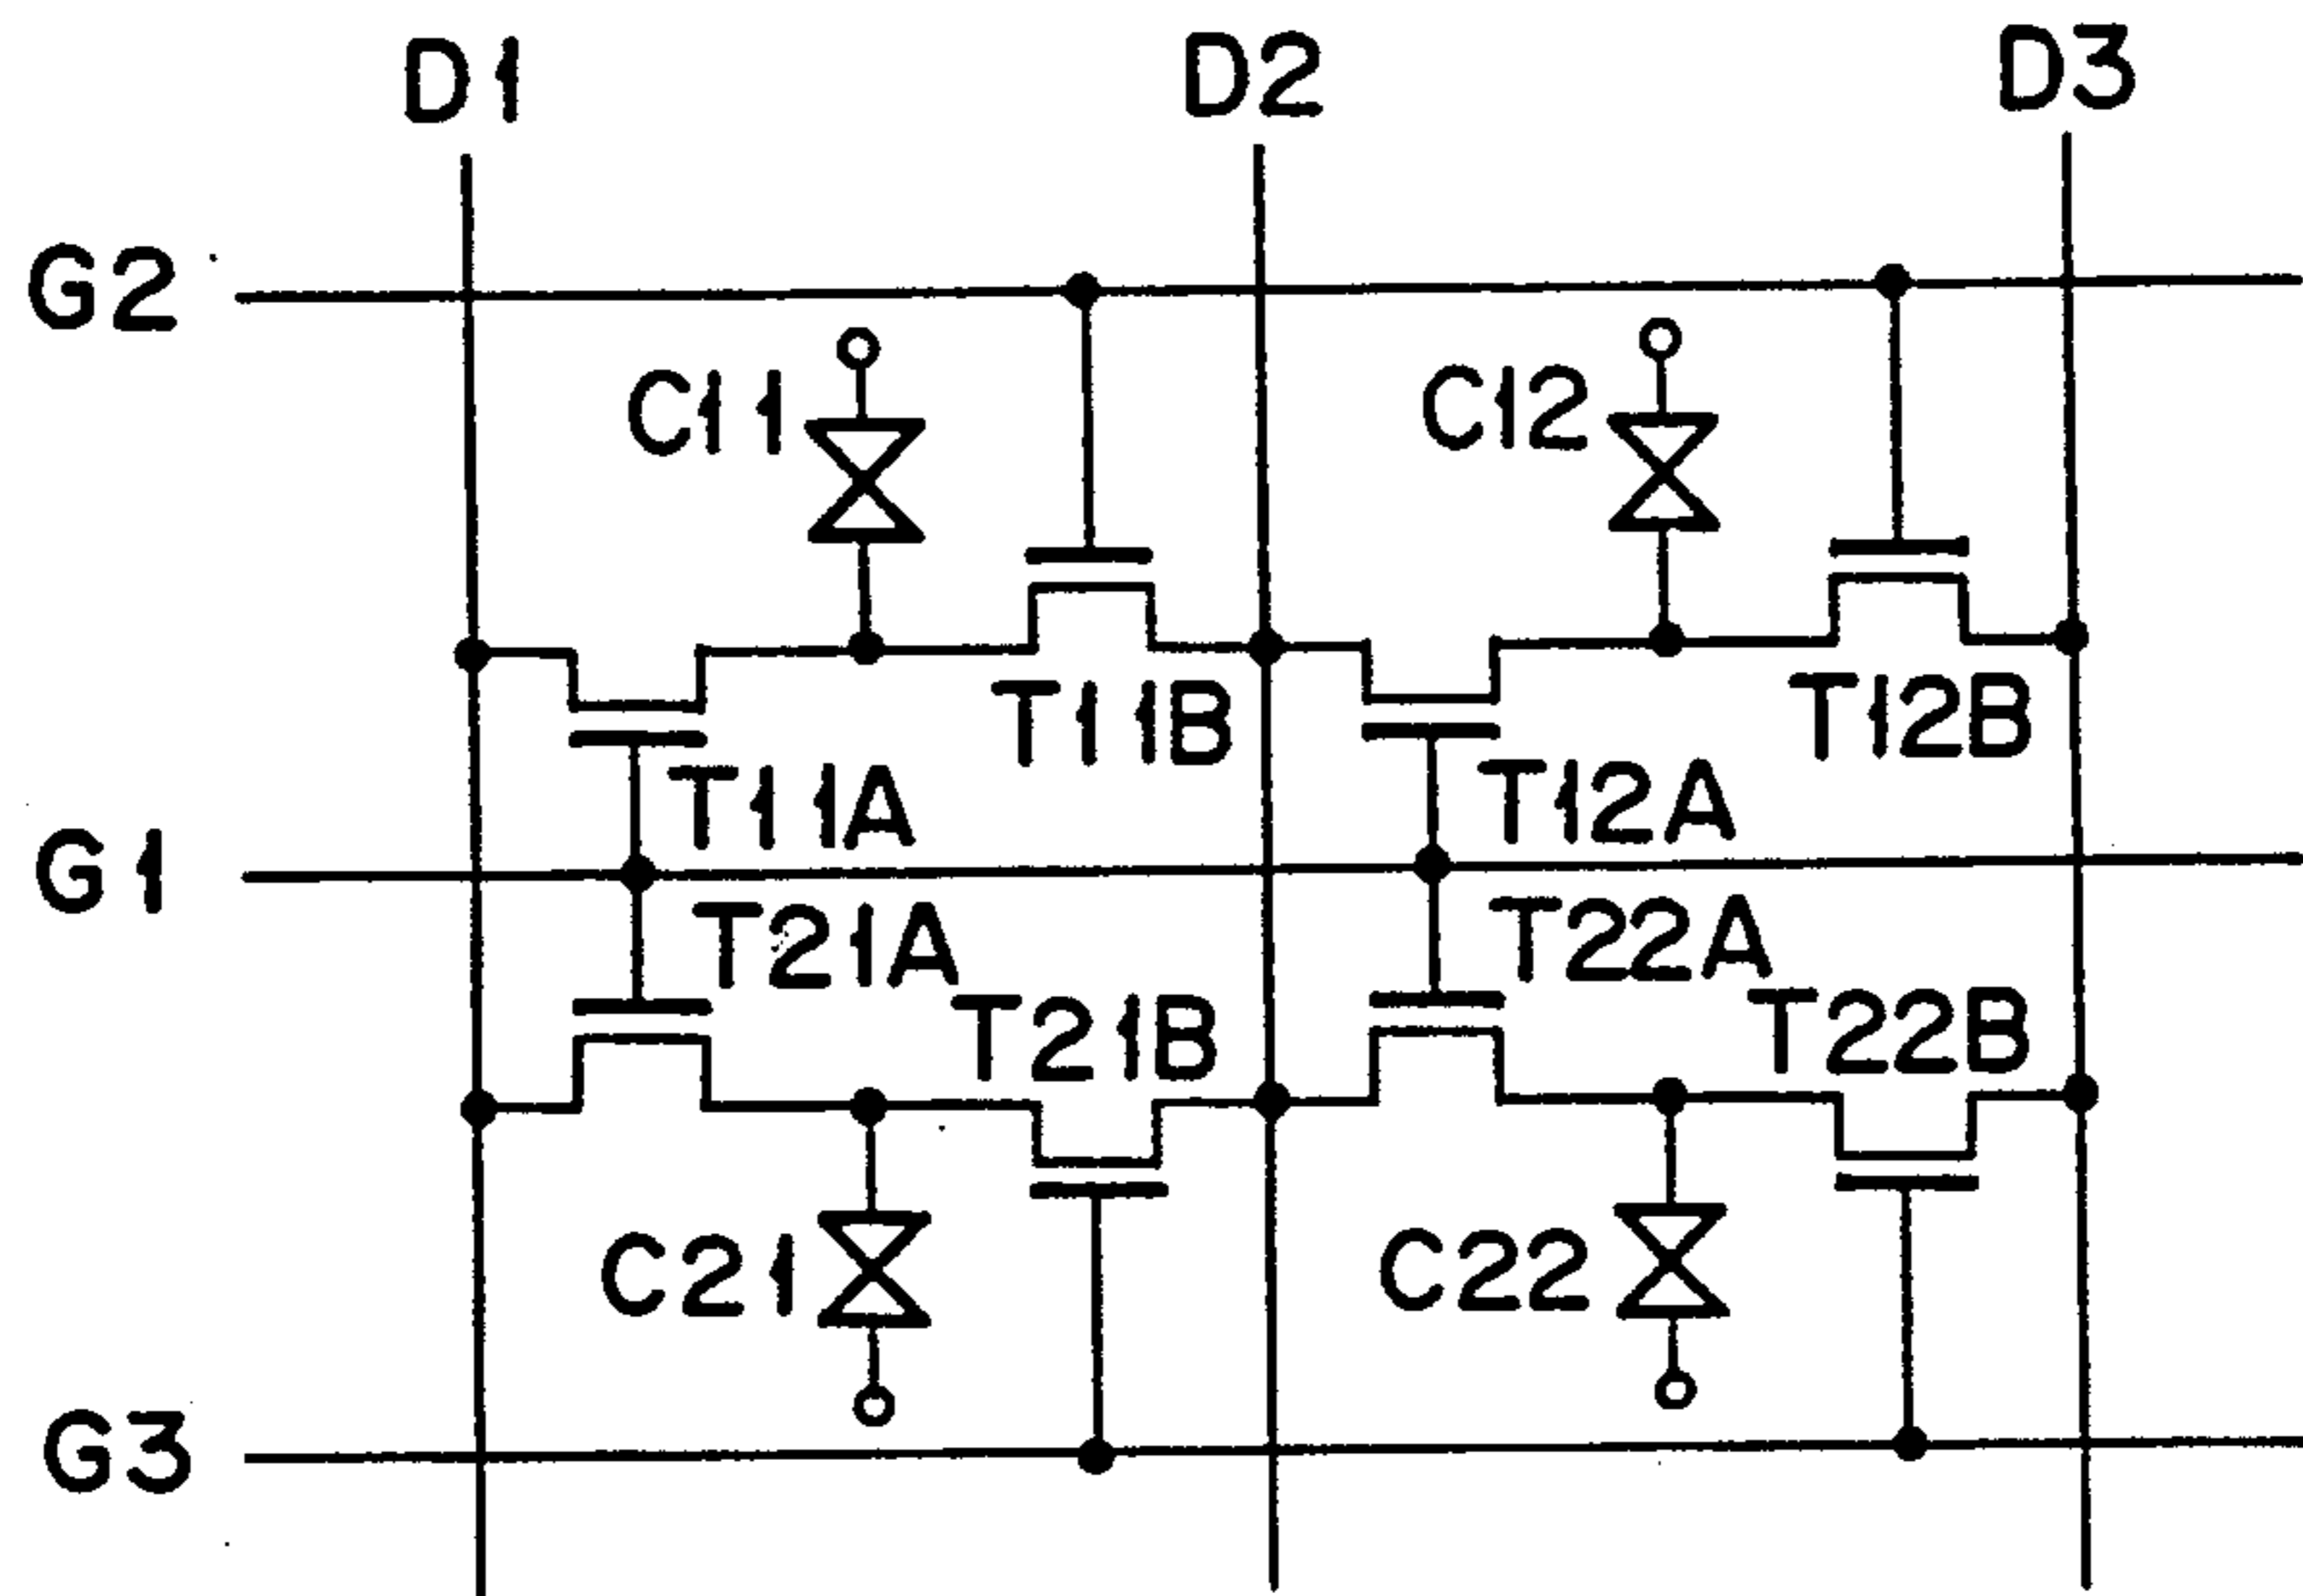 D1 D2 D3
G2
C11 C12
T11B T12B
T11A T12A
G1
T21A T22A
T21B T22B
C21 C22
G3